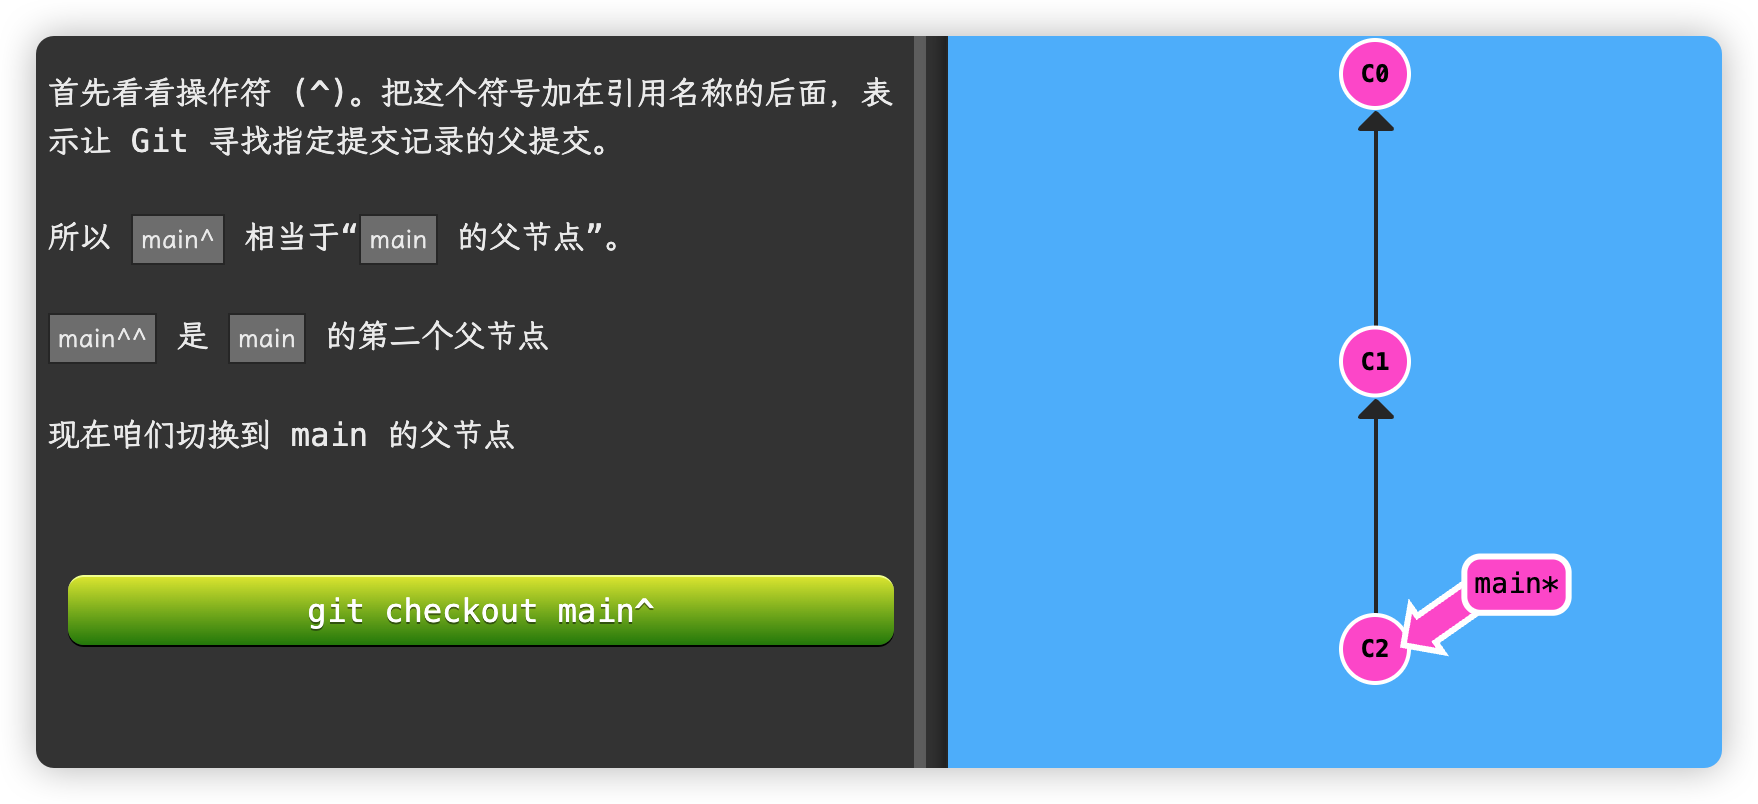 首先看看操作符 (^)。把这个符号加在引用名称的后面，表
示让 Git 寻找指定提交记录的父提交。
所以 main^ 相当于“main 的父节点”。
main^^ 是 main 的第二个父节点
现在咱们切换到 main 的父节点
git checkout main^
C0
C1
main*
C2